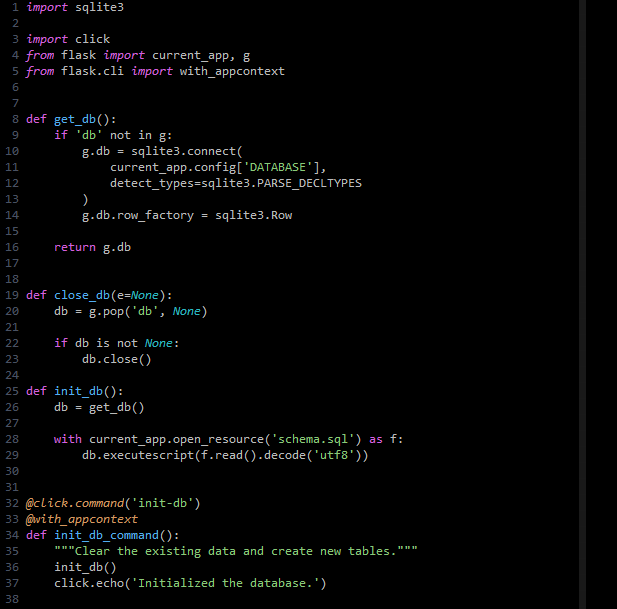 1 import sqlite3
2
3 import click
4 from flask import current_app, g
5 from flask.cli import with_appcontext
6
7
8 def get_db():
9     if 'db' not in g:
10         g.db = sqlite3.connect(
11             current_app.config['DATABASE'],
12             detect_types=sqlite3.PARSE_DECLTYPES
13         )
14         g.db.row_factory = sqlite3.Row
15
16     return g.db
17
18
19 def close_db(e=None):
20     db = g.pop('db', None)
21
22     if db is not None:
23         db.close()
24
25 def init_db():
26     db = get_db()
27
28     with current_app.open_resource('schema.sql') as f:
29         db.executescript(f.read().decode('utf8'))
30
31
32 @click.command('init-db')
33 @with_appcontext
34 def init_db_command():
35     """Clear the existing data and create new tables."""
36     init_db()
37     click.echo('Initialized the database.')
38